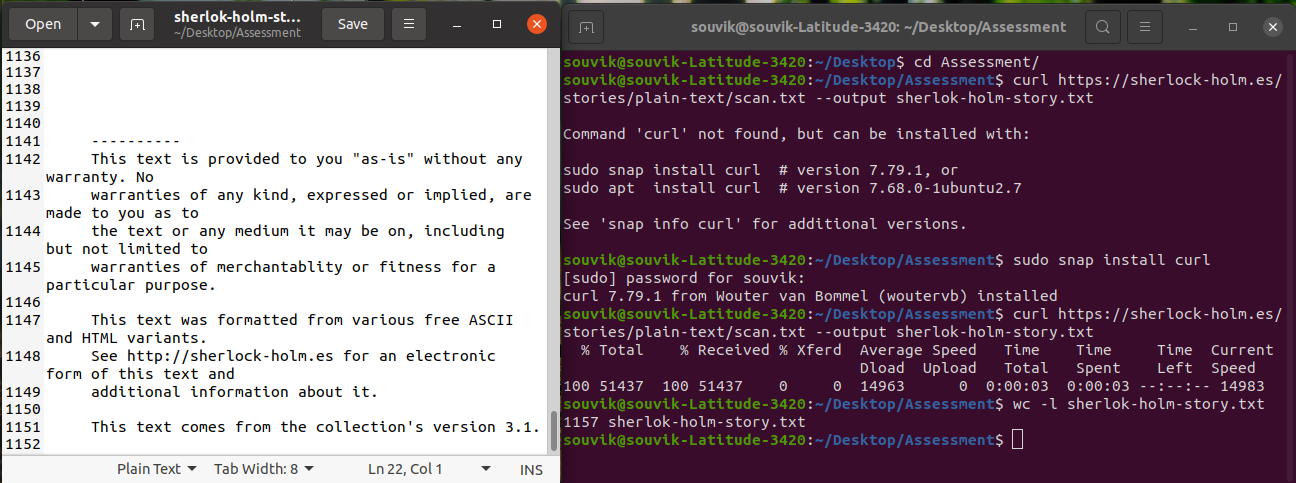 Open
sherlok-holm-st...
~/Desktop/Assessment
Save
1136
1137
1138
1139
1140
1141 ----------
1142 This text is provided to you "as-is" without any
warranty. No
1143 warranties of any kind, expressed or implied, are
made to you as to
1144 the text or any medium it may be on, including
but not limited to
1145 warranties of merchantablity or fitness for a
particular purpose.
1146
1147 This text was formatted from various free ASCII
and HTML variants.
1148 See http://sherlock-holm.es for an electronic
form of this text and
1149 additional information about it.
1150
1151 This text comes from the collection's version 3.1.
1152
Plain Text Tab Width: 8 Ln 22, Col 1 INS
souvik@souvik-Latitude-3420: ~/Desktop/Assessment
souvik@souvik-Latitude-3420:~/Desktop$ cd Assessment/
souvik@souvik-Latitude-3420:~/Desktop/Assessment$ curl https://sherlock-holm.es/
stories/plain-text/scan.txt --output sherlok-holm-story.txt
Command 'curl' not found, but can be installed with:
sudo snap install curl # version 7.79.1, or
sudo apt install curl # version 7.68.0-1ubuntu2.7
See 'snap info curl' for additional versions.
souvik@souvik-Latitude-3420:~/Desktop/Assessment$ sudo snap install curl
[sudo] password for souvik:
curl 7.79.1 from Wouter van Bommel (woutervb) installed
souvik@souvik-Latitude-3420:~/Desktop/Assessment$ curl https://sherlock-holm.es/
stories/plain-text/scan.txt --output sherlok-holm-story.txt
% Total % Received % Xferd Average Speed Time Time Time Current
Dload Upload Total Spent Left Speed
100 51437 100 51437 0 0 14963 0 0:00:03 0:00:03 --:--:-- 14983
souvik@souvik-Latitude-3420:~/Desktop/Assessment$ wc -l sherlok-holm-story.txt
1157 sherlok-holm-story.txt
souvik@souvik-Latitude-3420:~/Desktop/Assessment$